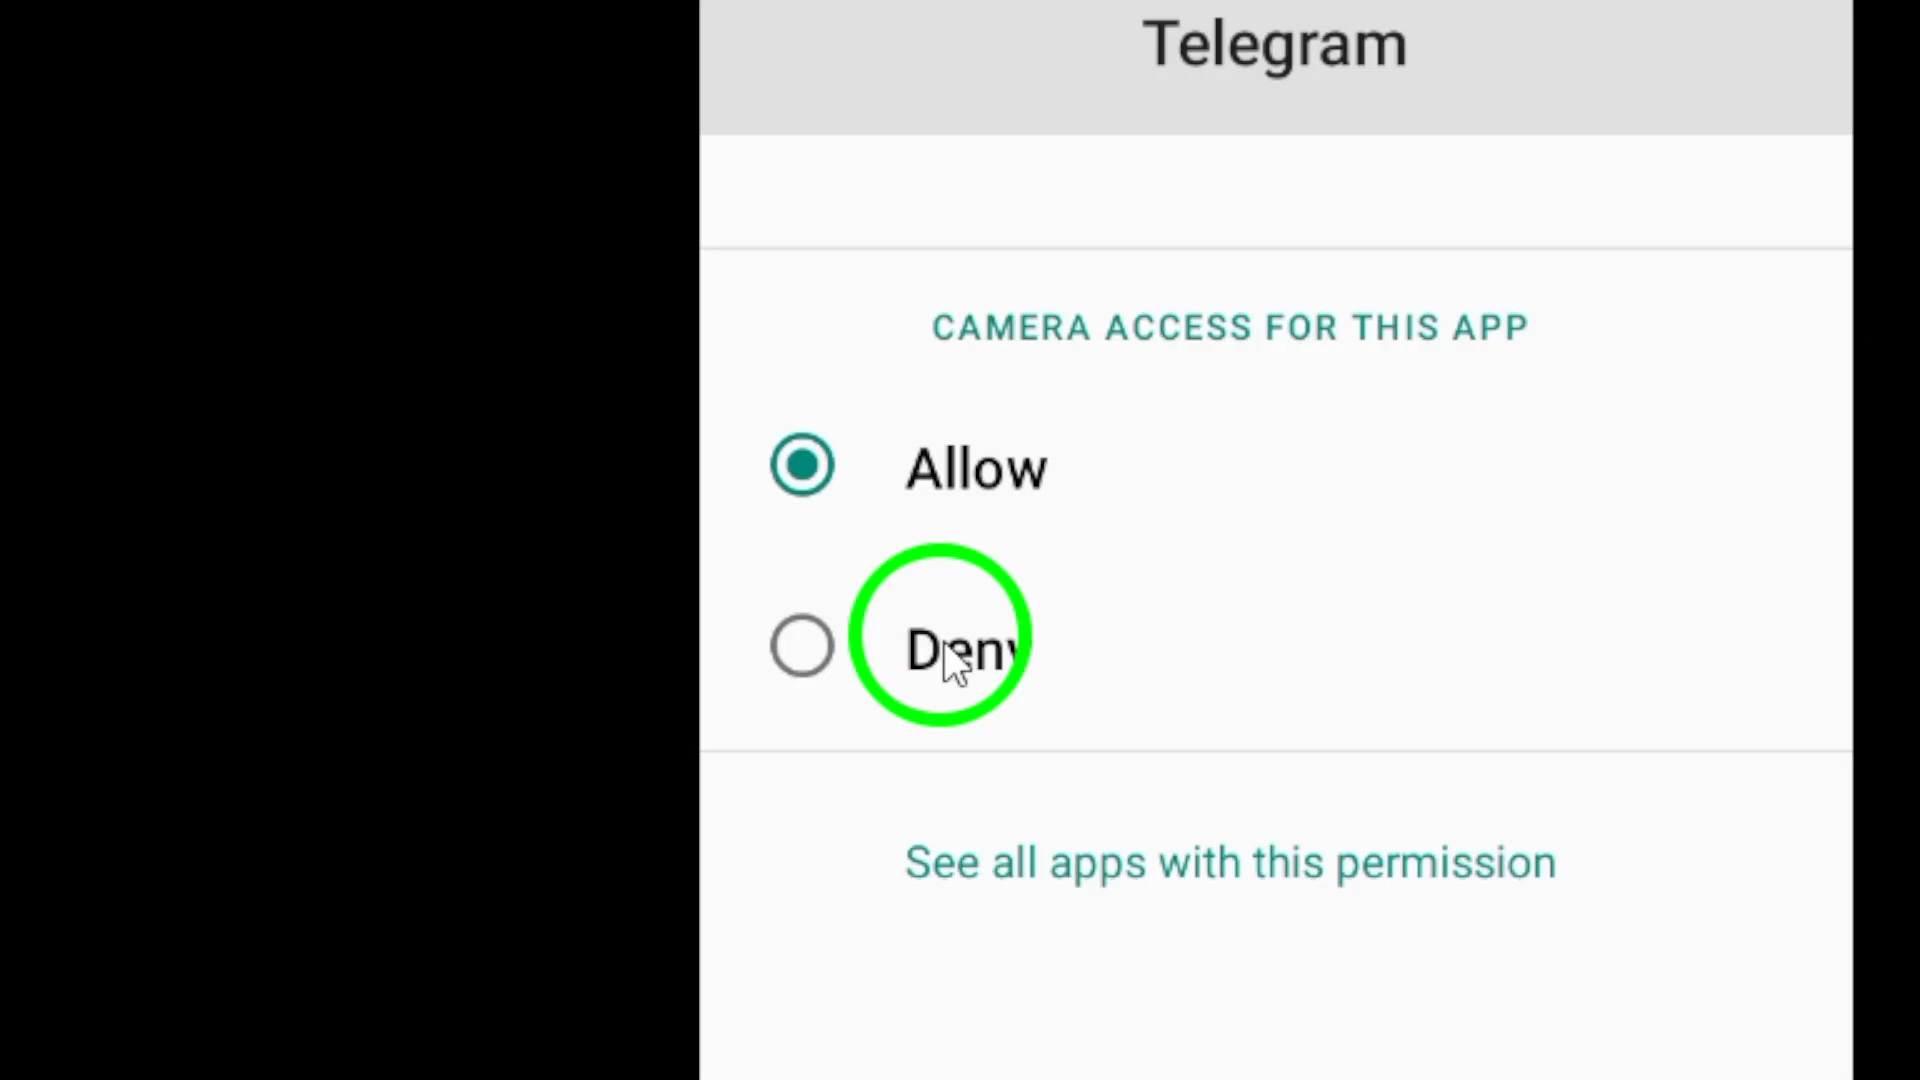 Telegram
CAMERA ACCESS FOR THIS APP
Allow
Deny
See all apps with this permission